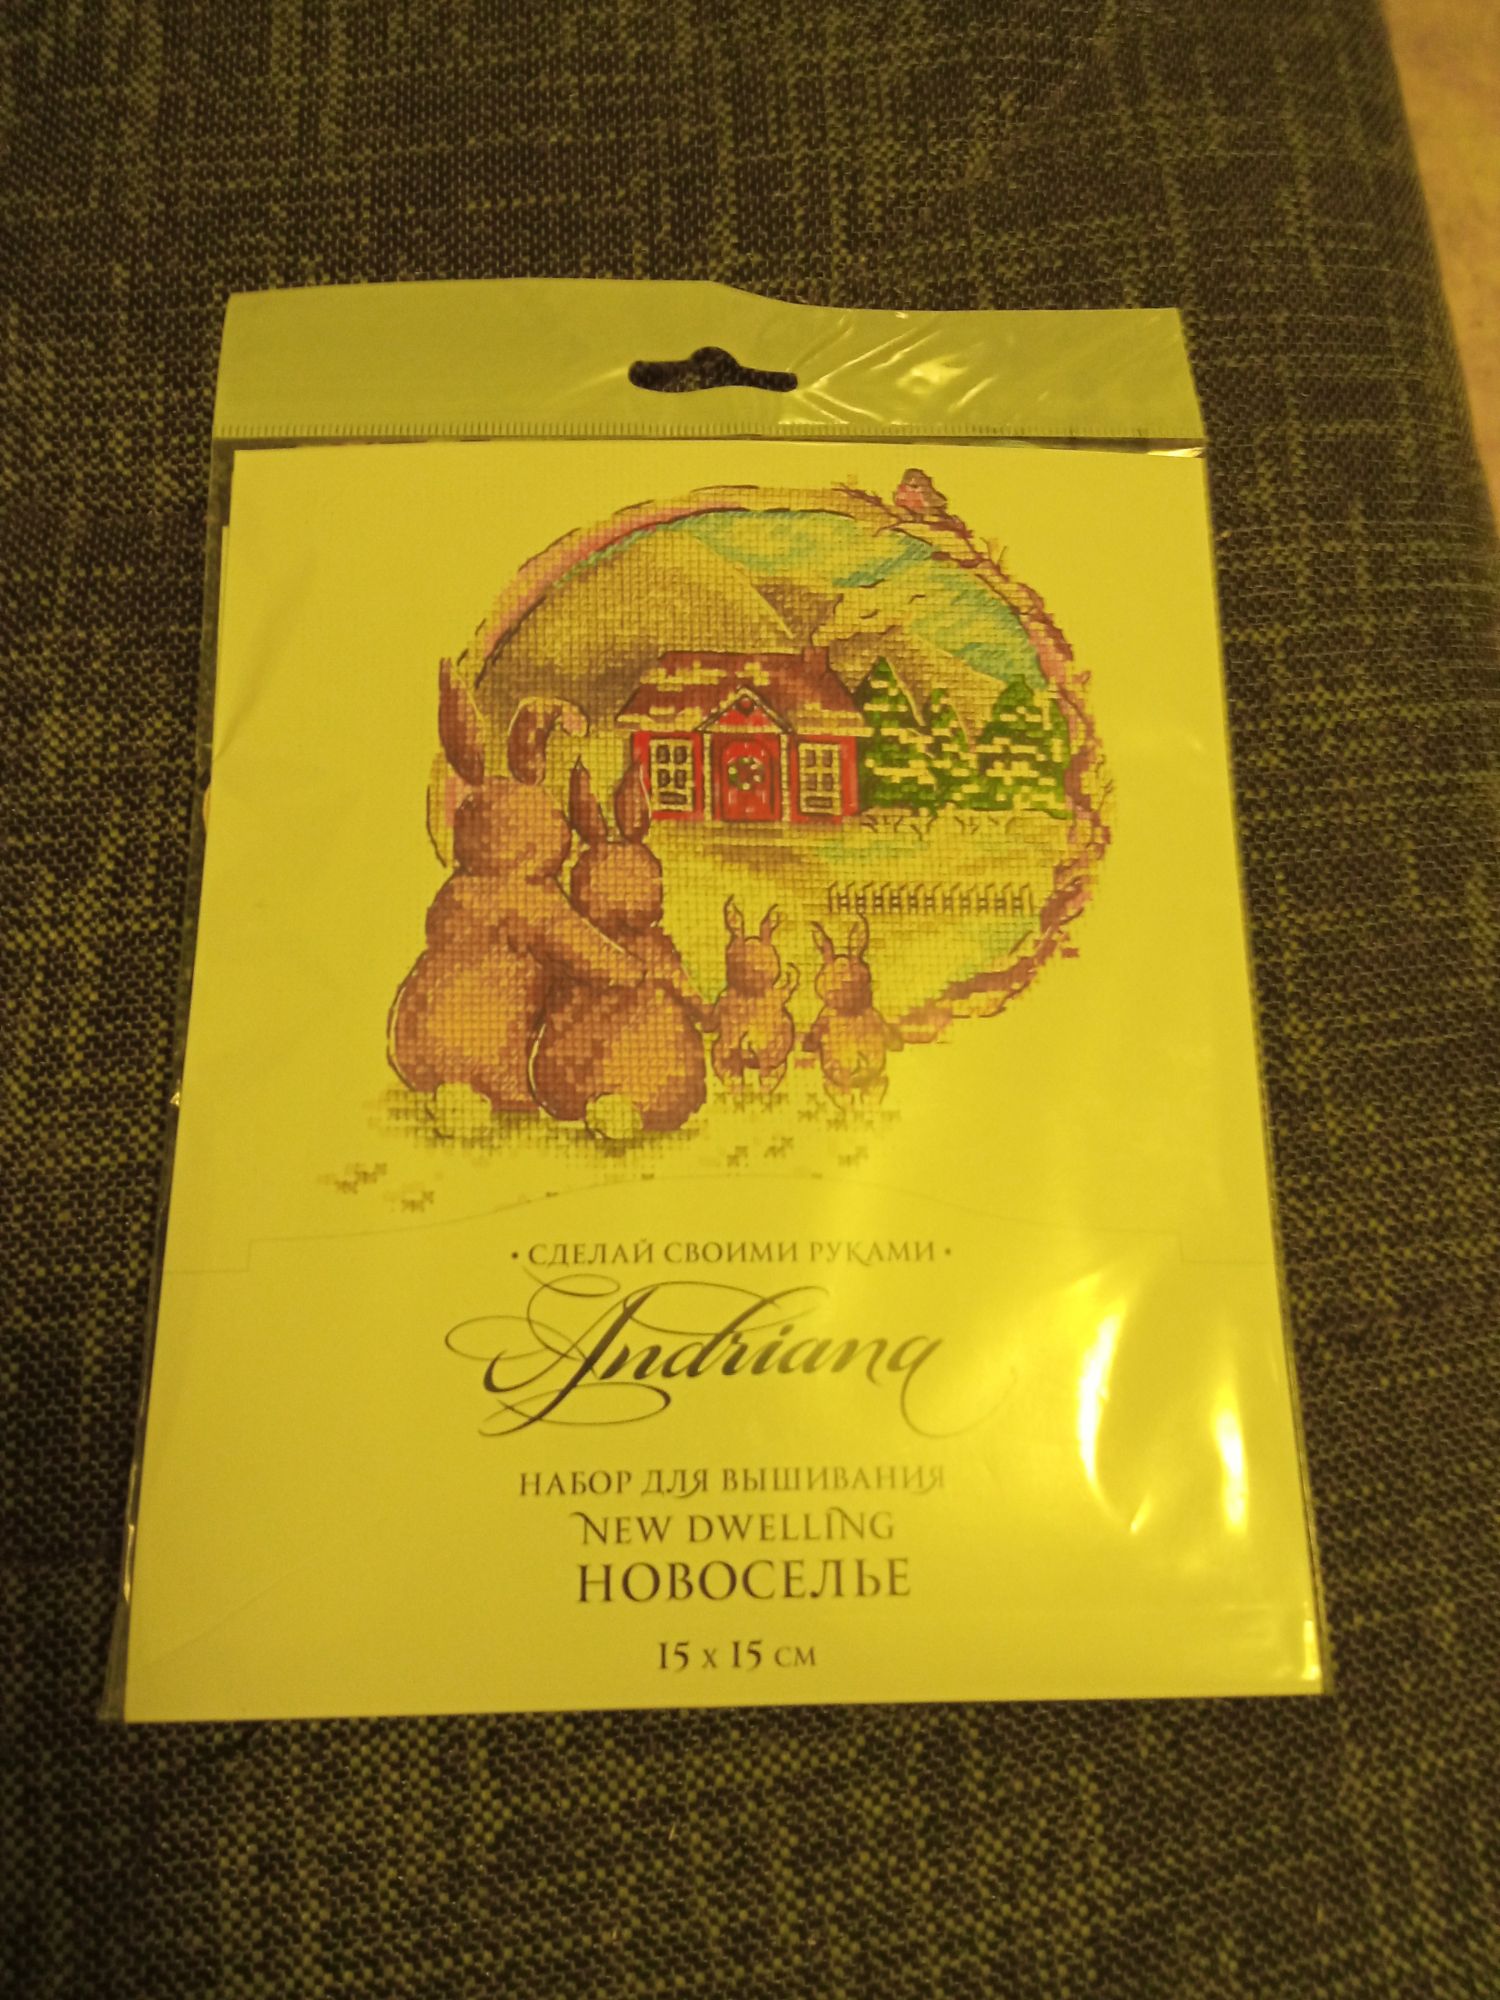 • СДЕЛАЙ СВОИМИ РУКАМИ •
Andriana
НАБОР ДЛЯ ВЫШИВАНИЯ
NEW DWELLING
НОВОСЕЛЬЕ
15 х 15 СМ